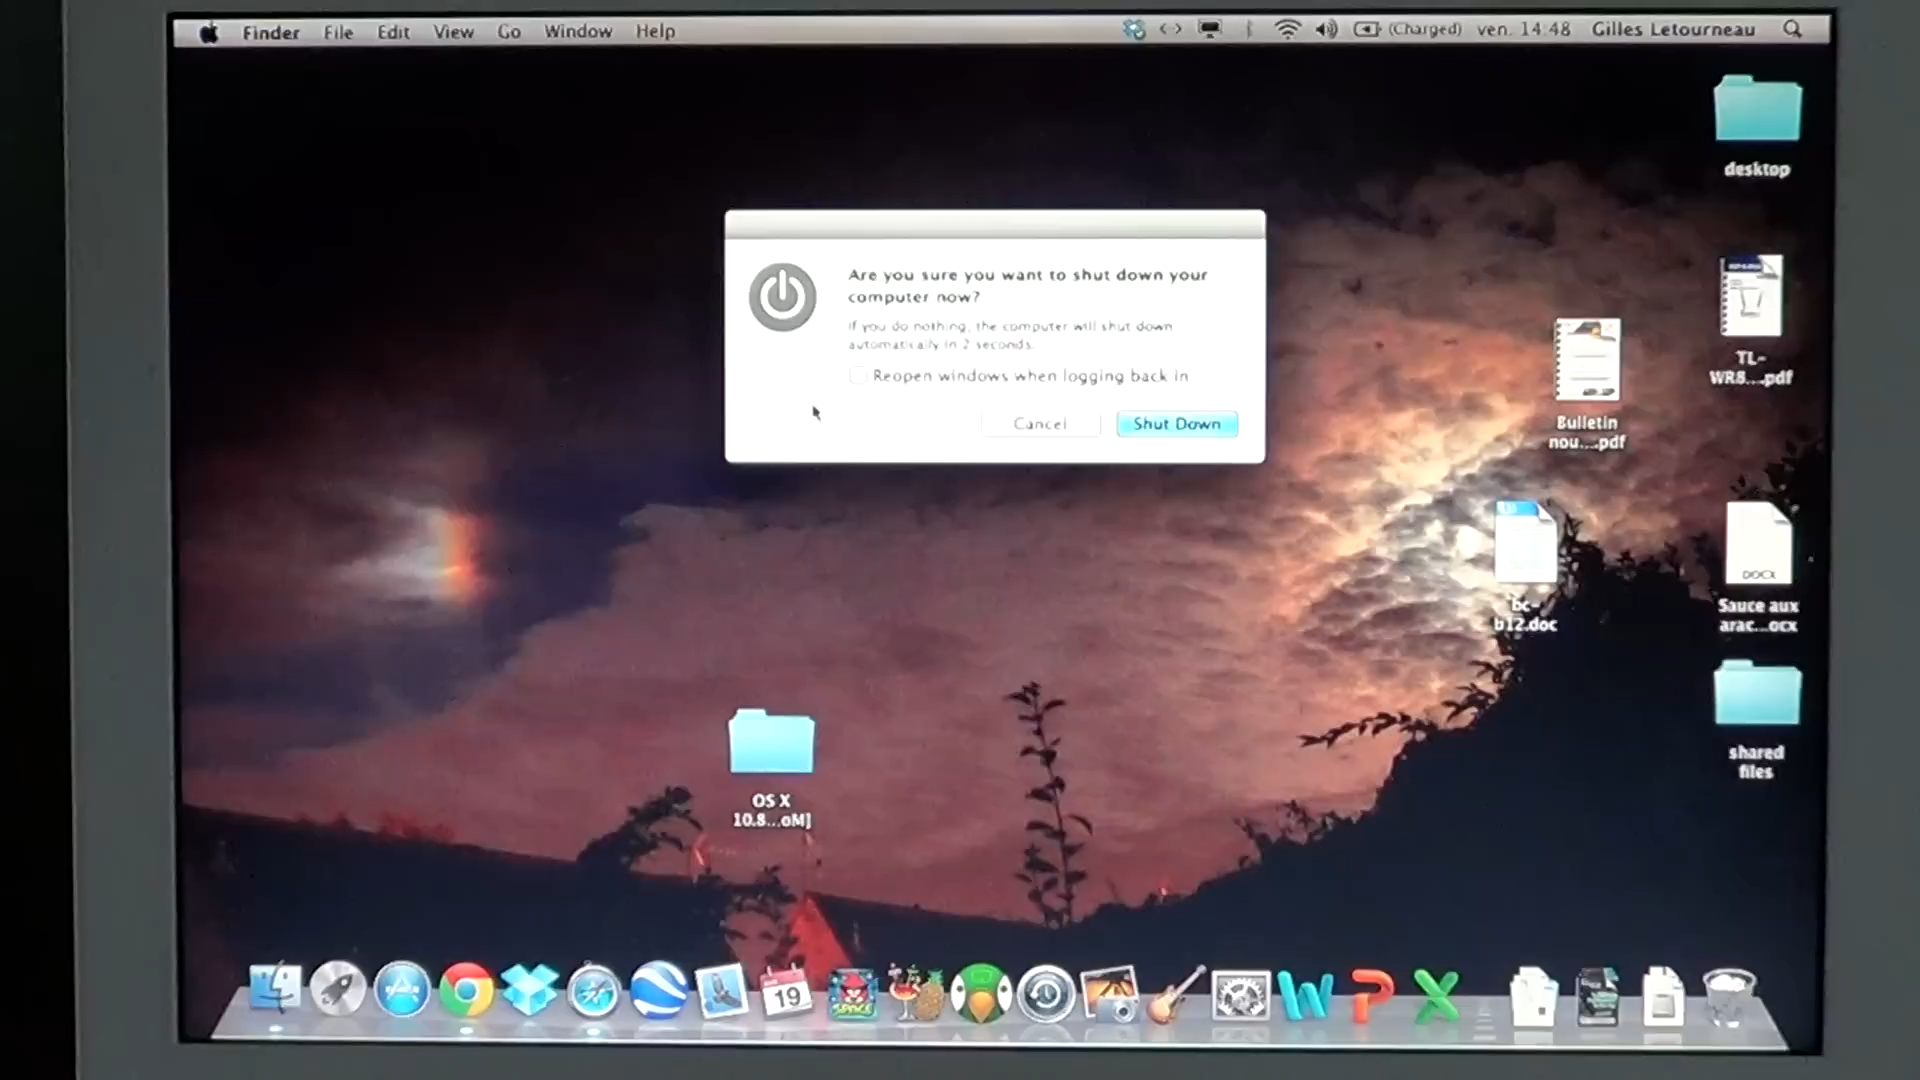 Finder File Edit View Go Window Help (Charged) ven. 14:48 Gilles Letourneau
desktop
Are you sure you want to shut down your
computer now?
If you do nothing, the computer will shut down
automatically in 2 seconds.
Reopen windows when logging back in
Cancel Shut Down
TL-
WR8....pdf
Bulletin
nou....pdf
DOCX
bc-
b12.doc
Sauce aux
arac...ocx
shared
files
OS X
10.8...oM]
19
SPACE
W P X